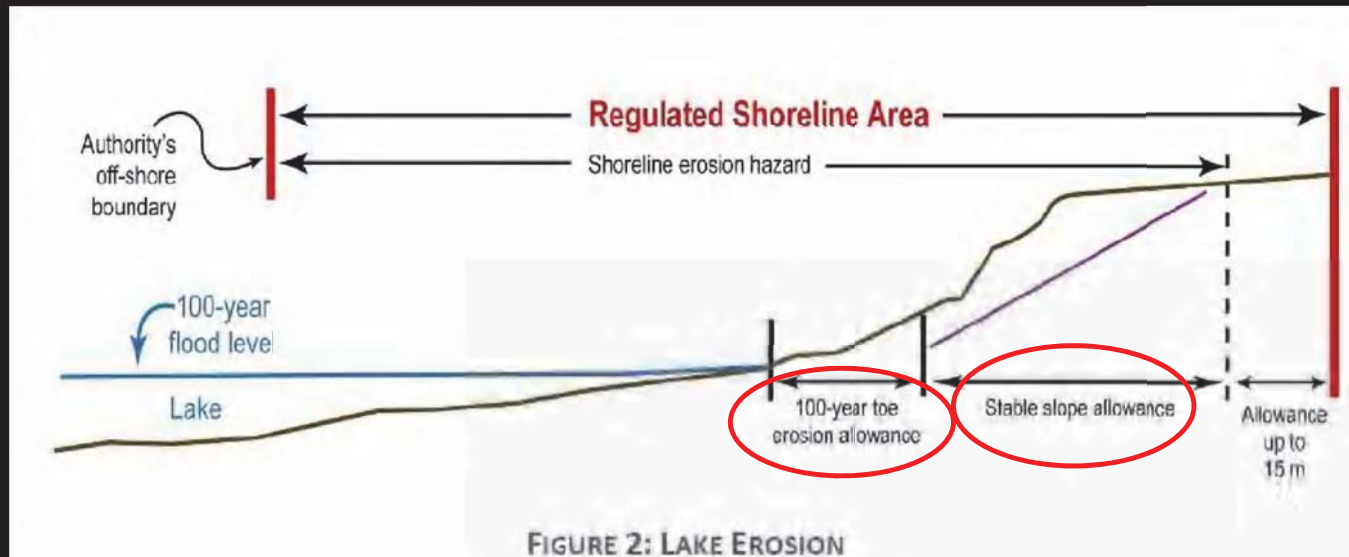 Regulated Shoreline Area
Authority's
off-shore
boundary
Shoreline erosion hazard
100-year
flood level
Lake
100-year toe
erosion allowance
Stable slope allowance
Allowance
up to
15 m
FIGURE 2: LAKE EROSION